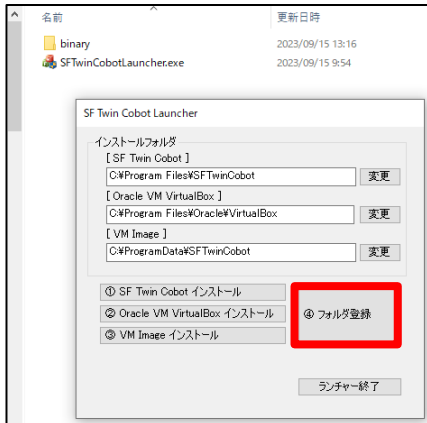 名前 更新日時
binary 2023/09/15 13:16
SFTwinCobotLauncher.exe 2023/09/15 9:54
SF Twin Cobot Launcher
インストールフォルダ
[ SF Twin Cobot ]
C:¥Program Files¥SFTwinCobot 変更
[ Oracle VM VirtualBox ]
C:¥Program Files¥Oracle¥VirtualBox 変更
[ VM Image ]
C:¥ProgramData¥SFTwinCobot 変更
① SF Twin Cobot インストール
② Oracle VM VirtualBox インストール
④ フォルダ登録
③ VM Image インストール
ランチャー終了